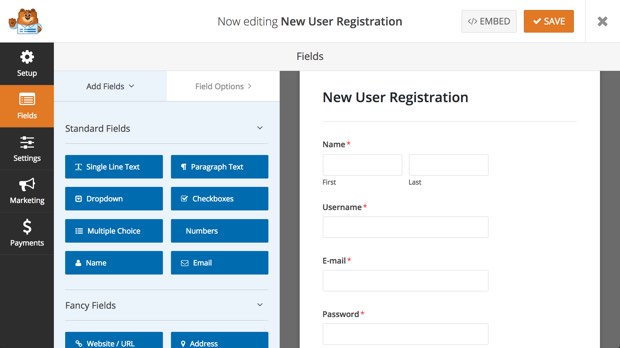 Now editing New User Registration
</> EMBED
SAVE
Setup
Fields
Settings
Marketing
Payments
Fields
Add Fields
Field Options
Standard Fields
Single Line Text
Paragraph Text
Dropdown
Checkboxes
Multiple Choice
Numbers
Name
Email
Fancy Fields
Website / URL
Address
New User Registration
Name*
First
Last
Username*
E-mail*
Password*